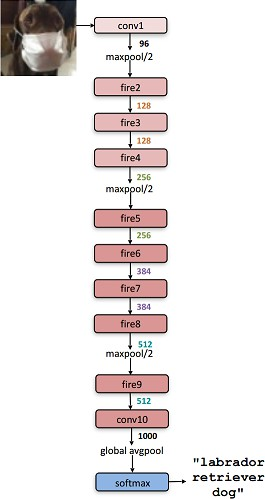 conv1
96
maxpool/2
fire2
128
fire3
128
fire4
256
maxpool/2
fire5
256
fire6
384
fire7
384
fire8
512
maxpool/2
fire9
512
conv10
1000
global avgpool
softmax
"labrador
retriever
dog"